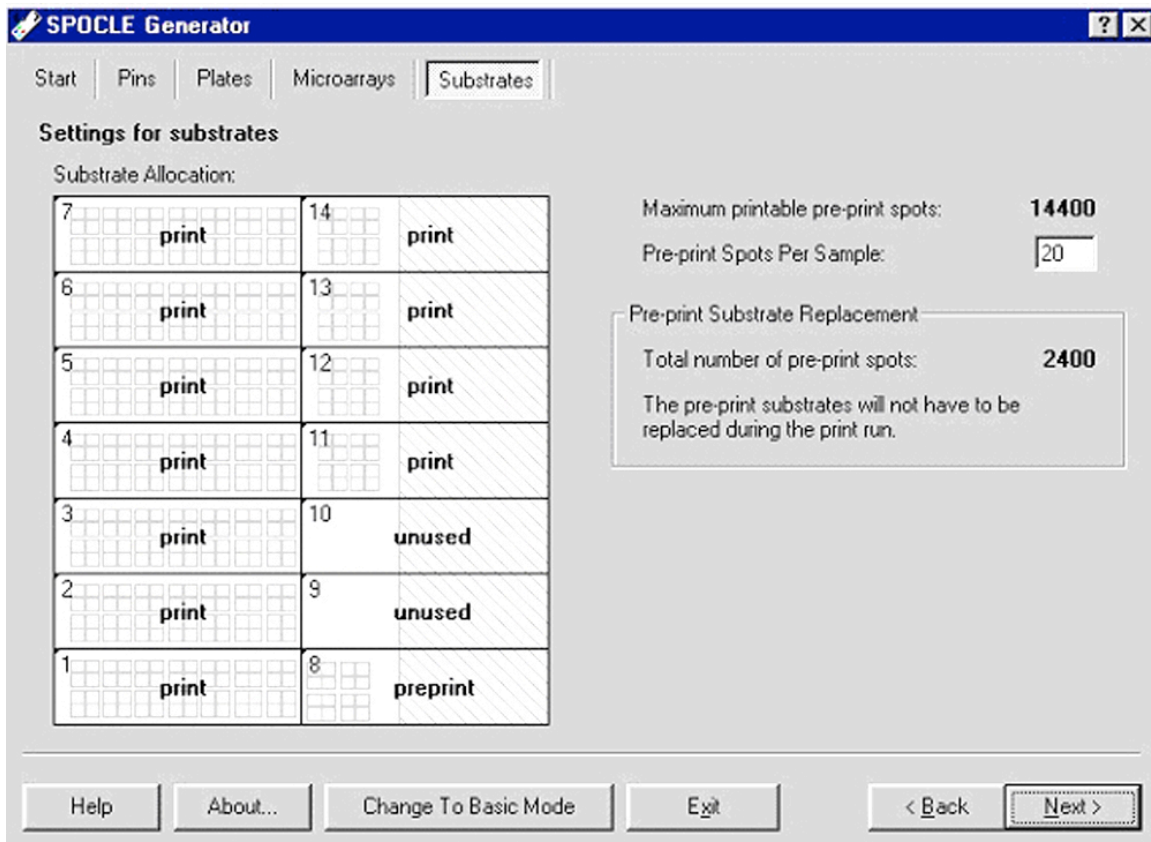 SPOCLE Generator
Start Pins Plates Microarrays Substrates
Settings for substrates
Substrate Allocation:
7 print 14 print
6 print 13 print
5 print 12 print
4 print 11 print
3 print 10 unused
2 print 9 unused
1 print 8 preprint
Maximum printable pre-print spots: 14400
Pre-print Spots Per Sample: 20
Pre-print Substrate Replacement
Total number of pre-print spots: 2400
The pre-print substrates will not have to be
replaced during the print run.
Help About... Change To Basic Mode Exit < Back Next >